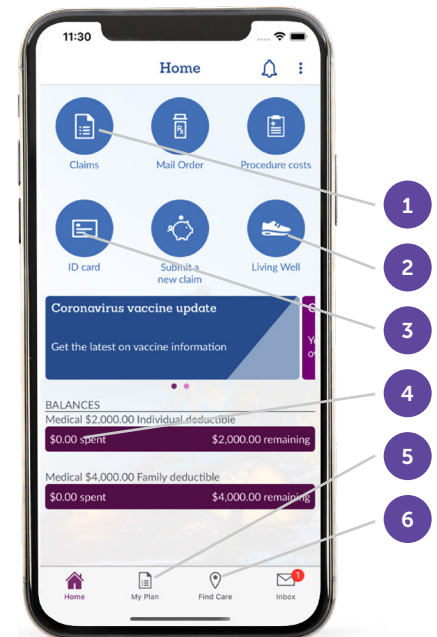 11:30
Home
Claims
Mail Order
Procedure costs
1
2
ID card
Submit a
new claim
Living Well
3
Coronavirus vaccine update
Get the latest on vaccine information
4
BALANCES
Medical $2,000.00 Individual deductible
$0.00 spent
$2,000.00 remaining
5
Medical $4,000.00 Family deductible
$0.00 spent
$4,000.00 remaining
6
Home
My Plan
Find Care
Inbox
1